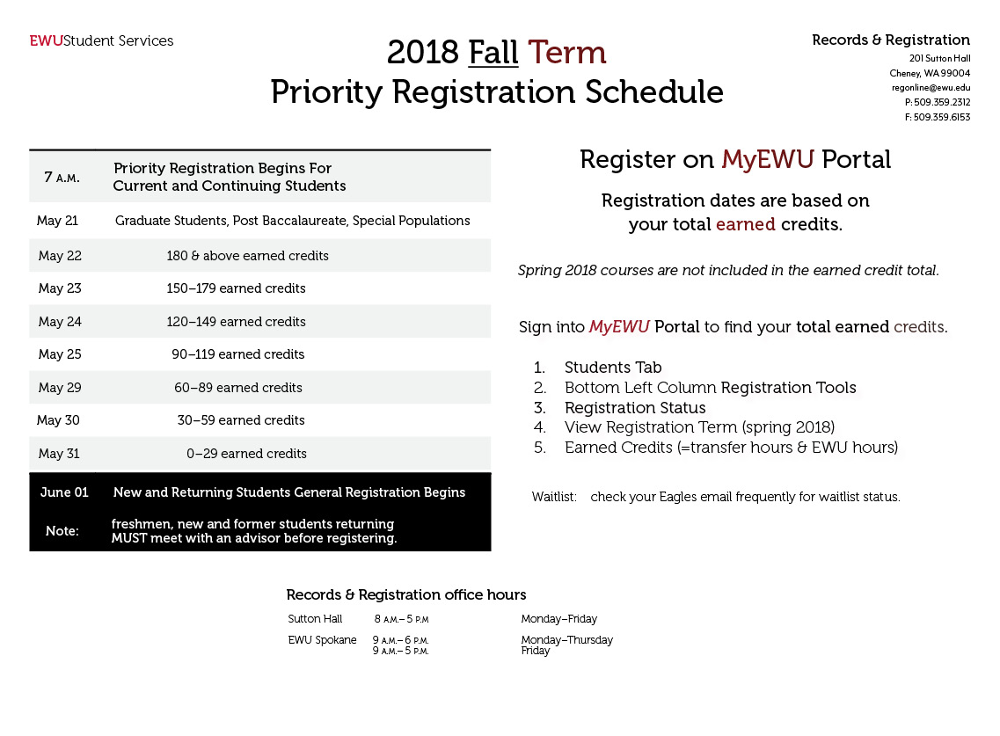 EWUStudent Services
2018 Fall Term
Priority Registration Schedule
Records & Registration
201 Sutton Hall
Cheney, WA 99004
regonline@ewu.edu
P: 509.359.2312
F: 509.359.6153
7 A.M. Priority Registration Begins For
Current and Continuing Students
May 21 Graduate Students, Post Baccalaureate, Special Populations
May 22 180 & above earned credits
May 23 150–179 earned credits
May 24 120–149 earned credits
May 25 90–119 earned credits
May 29 60–89 earned credits
May 30 30–59 earned credits
May 31 0–29 earned credits
June 01 New and Returning Students General Registration Begins
Note: freshmen, new and former students returning
MUST meet with an advisor before registering.
Register on MyEWU Portal
Registration dates are based on
your total earned credits.
Spring 2018 courses are not included in the earned credit total.
Sign into MyEWU Portal to find your total earned credits.
1. Students Tab
2. Bottom Left Column Registration Tools
3. Registration Status
4. View Registration Term (spring 2018)
5. Earned Credits (=transfer hours & EWU hours)
Waitlist: check your Eagles email frequently for waitlist status.
Records & Registration office hours
Sutton Hall 8 A.M.–5 P.M Monday–Friday
EWU Spokane 9 A.M.–6 P.M. Monday–Thursday
9 A.M.–5 P.M. Friday